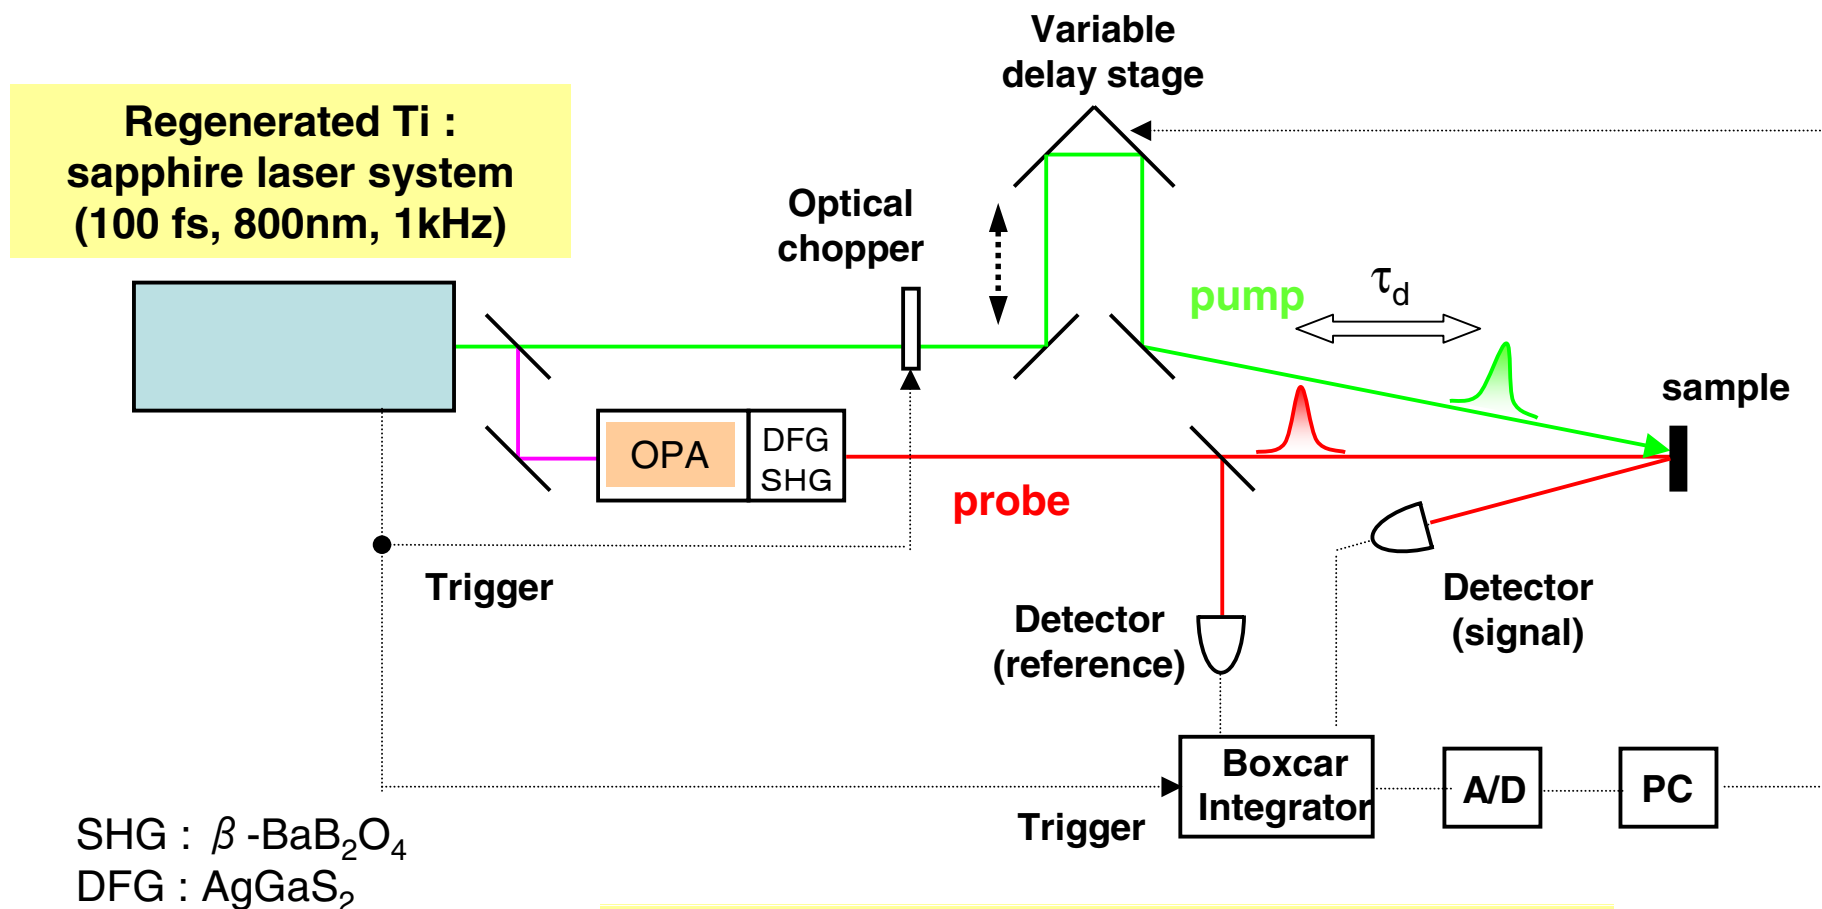 Variable
delay stage
Regenerated Ti :
sapphire laser system
(100 fs, 800nm, 1kHz)
Optical
chopper
pump
τd
sample
OPA
DFG
SHG
probe
Trigger
Detector
(signal)
Detector
(reference)
Boxcar
Integrator
A/D
PC
Trigger
SHG : β -BaB2O4
DFG : AgGaS2